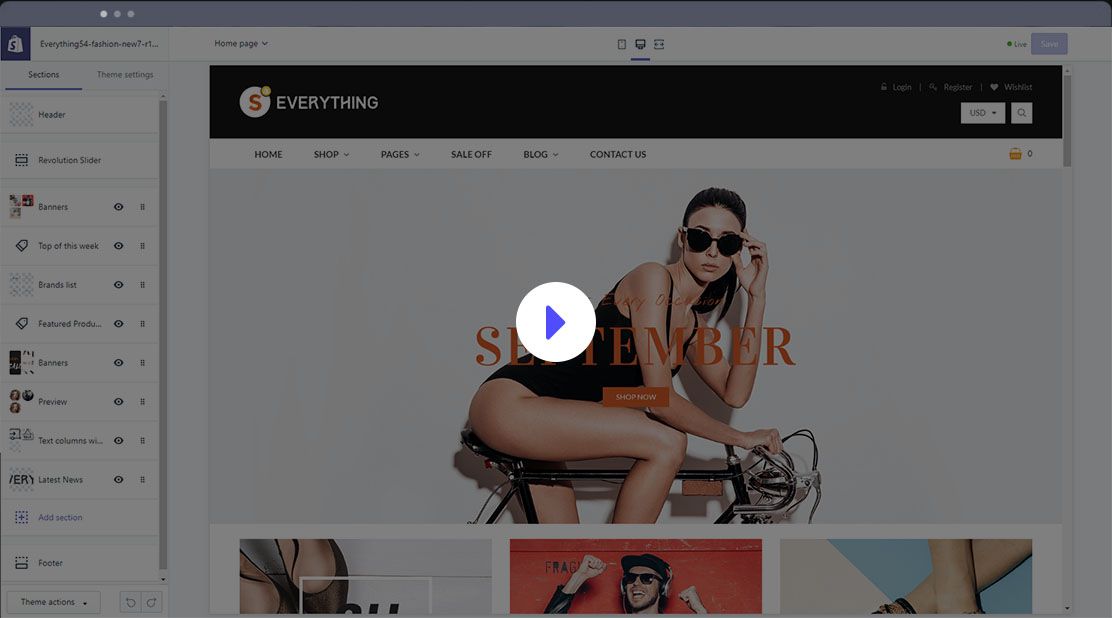 Everything54-fashion-new7-r1...
Home page
Live
Save
Sections
Theme settings
Header
Revolution Slider
Banners
Top of this week
Brands list
Featured Produ...
Banners
Preview
Text columns wi...
Latest News
Add section
Footer
Theme actions
S EVERYTHING
Login | Register | Wishlist
USD
HOME
SHOP
PAGES
SALE OFF
BLOG
CONTACT US
0
Every Occasion
SEPTEMBER
SHOP NOW